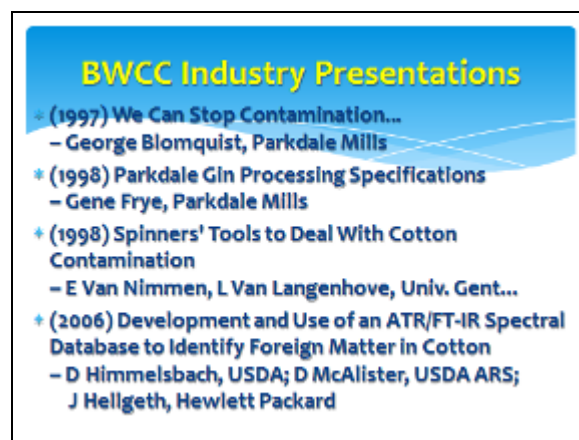 BWCC Industry Presentations
(1997) We Can Stop Contamination...
– George Blomquist, Parkdale Mills
(1998) Parkdale Gin Processing Specifications
– Gene Frye, Parkdale Mills
(1998) Spinners' Tools to Deal With Cotton
Contamination
– E Van Nimmen, L Van Langenhove, Univ. Gent...
(2006) Development and Use of an ATR/FT-IR Spectral
Database to Identify Foreign Matter in Cotton
– D Himmelsbach, USDA; D McAlister, USDA ARS;
J Hellgeth, Hewlett Packard